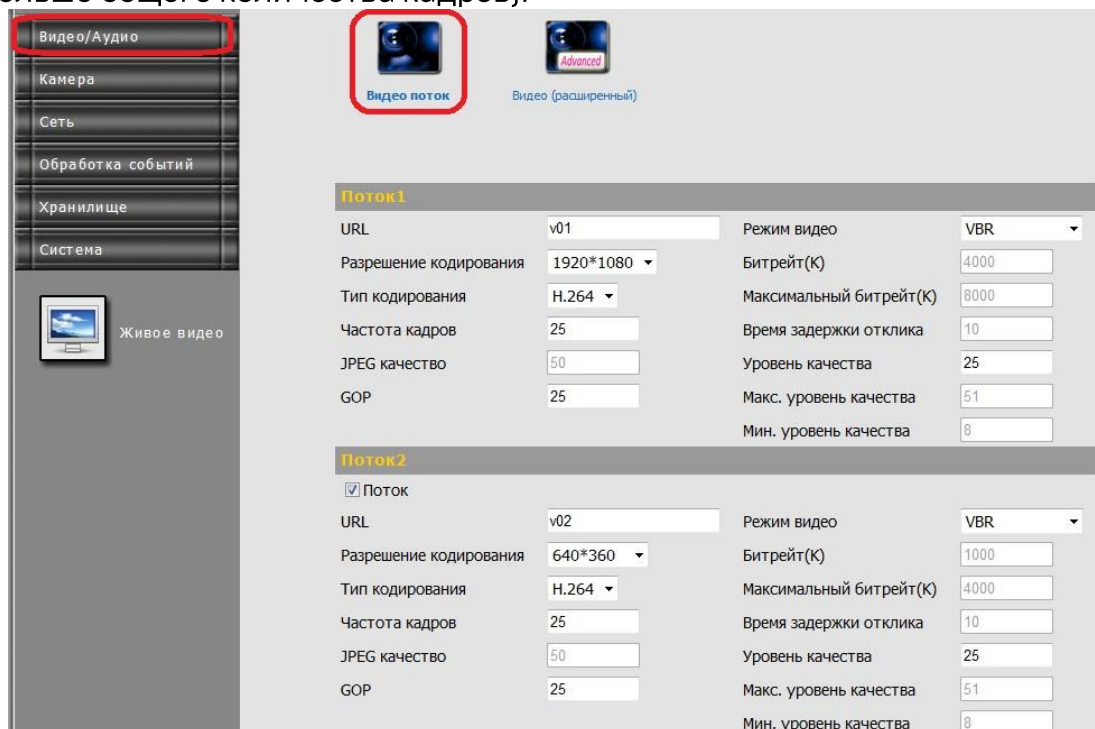 общего количества кадров).
Видео/Аудио
Камера
Сеть
Обработка событий
Хранилище
Система
Живое видео
Advanced
Видео поток Видео (расширенный)
Поток1
URL v01 Режим видео VBR
Разрешение кодирования 1920*1080 Битрейт(K) 4000
Тип кодирования H.264 Максимальный битрейт(K) 8000
Частота кадров 25 Время задержки отклика 10
JPEG качество 50 Уровень качества 25
GOP 25 Макс. уровень качества 51
Мин. уровень качества 8
Поток2
Поток
URL v02 Режим видео VBR
Разрешение кодирования 640*360 Битрейт(K) 1000
Тип кодирования H.264 Максимальный битрейт(K) 4000
Частота кадров 25 Время задержки отклика 10
JPEG качество 50 Уровень качества 25
GOP 25 Макс. уровень качества 51
Мин. уровень качества 8